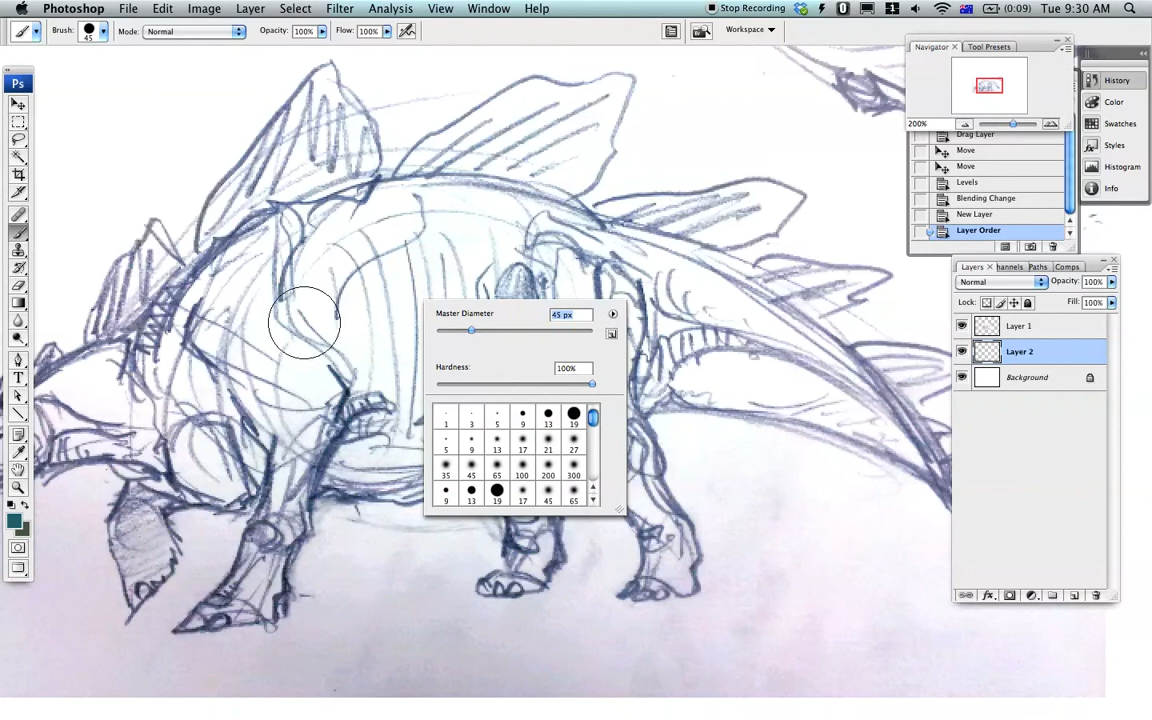 Photoshop File Edit Image Layer Select Filter Analysis View Window Help Stop Recording (0:09) Tue 9:30 AM
Brush: 45 Mode: Normal Opacity: 100% Flow: 100% Workspace
Navigator Tool Presets
200%
Drag Layer
Move
Move
Levels
Blending Change
New Layer
Layer Order
History
Color
Swatches
Styles
Histogram
Info
Ps
Layers hannels Paths Comps
Normal Opacity: 100%
Lock: Fill: 100%
Layer 1
Layer 2
Background
Master Diameter 45 px
Hardness: 100%
1 3 5 9 13 19
5 9 13 17 21 27
35 45 65 100 200 300
9 13 19 17 45 65
T
fx